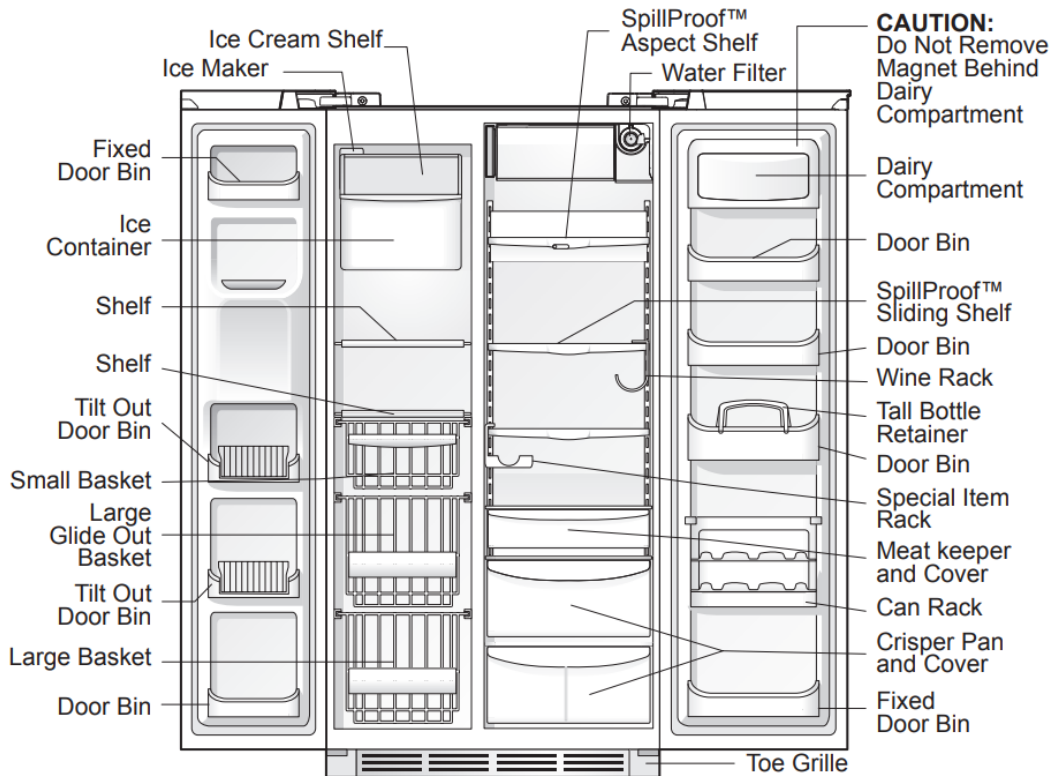 Ice Cream Shelf
Ice Maker
Fixed
Door Bin
Ice
Container
Shelf
Shelf
Tilt Out
Door Bin
Small Basket
Large
Glide Out
Basket
Tilt Out
Door Bin
Large Basket
Door Bin
SpillProof™
Aspect Shelf
Water Filter
CAUTION:
Do Not Remove
Magnet Behind
Dairy
Compartment
Dairy
Compartment
Door Bin
SpillProof™
Sliding Shelf
Door Bin
Wine Rack
Tall Bottle
Retainer
Door Bin
Special Item
Rack
Meat keeper
and Cover
Can Rack
Crisper Pan
and Cover
Fixed
Door Bin
Toe Grille